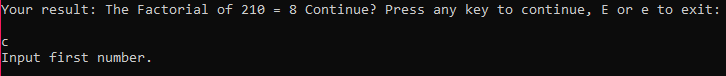 Your result: The Factorial of 210 = 8 Continue? Press any key to continue, E or e to exit:
c
Input first number.